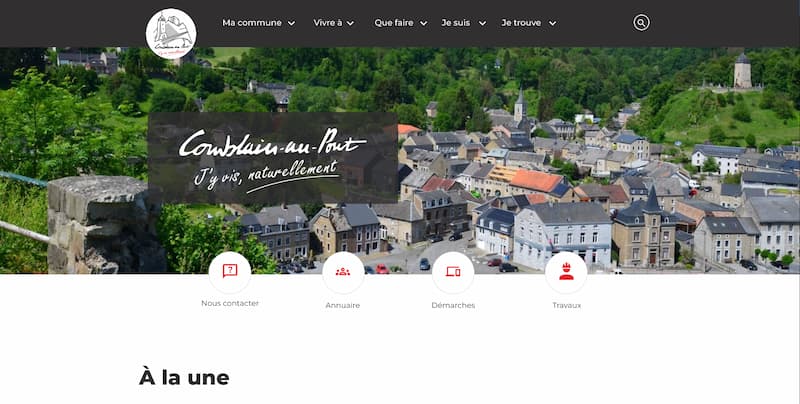 Ma commune
Vivre à
Que faire
Je suis
Je trouve
Comblain-au-Pont
Comblain-au-Pont
J'y vis, naturellement
Nous contacter
Annuaire
Démarches
Travaux
À la une